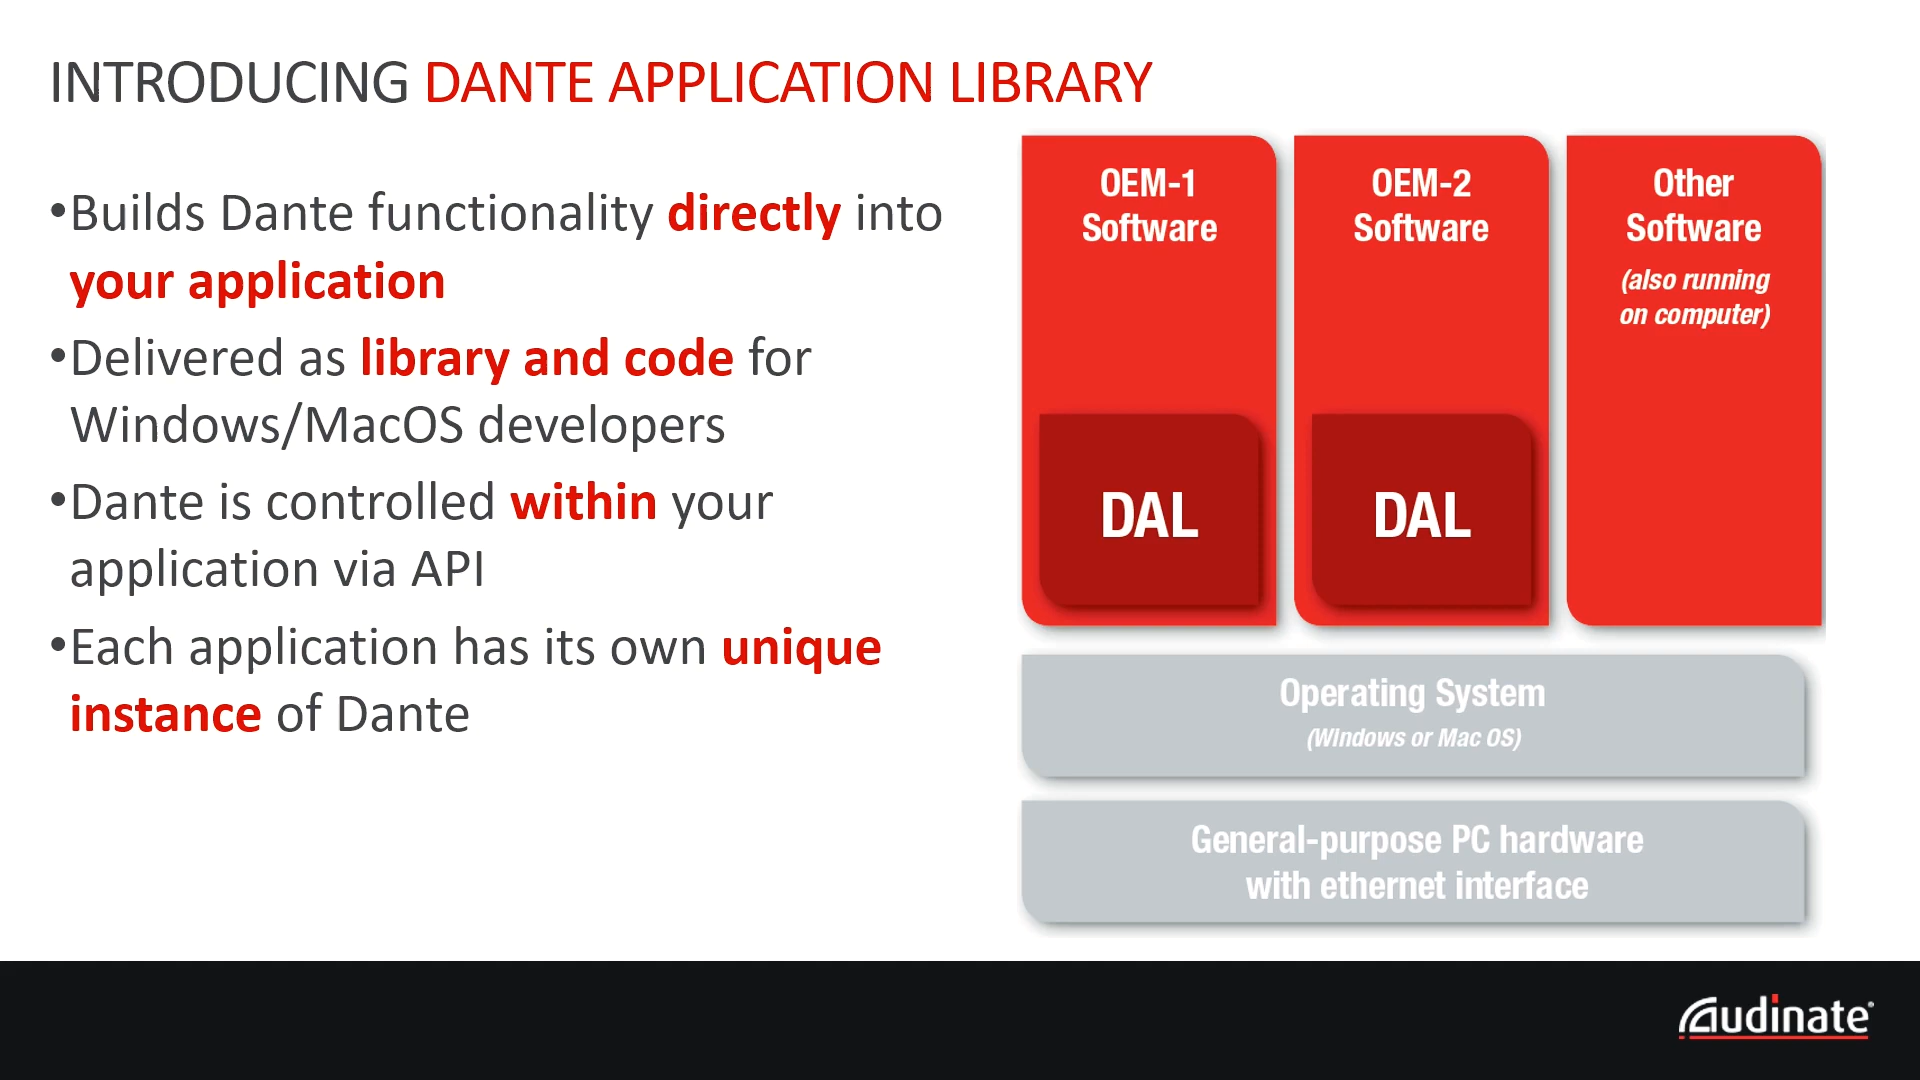 INTRODUCING DANTE APPLICATION LIBRARY
•Builds Dante functionality directly into
your application
•Delivered as library and code for
Windows/MacOS developers
•Dante is controlled within your
application via API
•Each application has its own unique
instance of Dante
OEM-1
Software
DAL
OEM-2
Software
DAL
Other
Software
(also running
on computer)
Operating System
(Windows or Mac OS)
General-purpose PC hardware
with ethernet interface
Audinate®